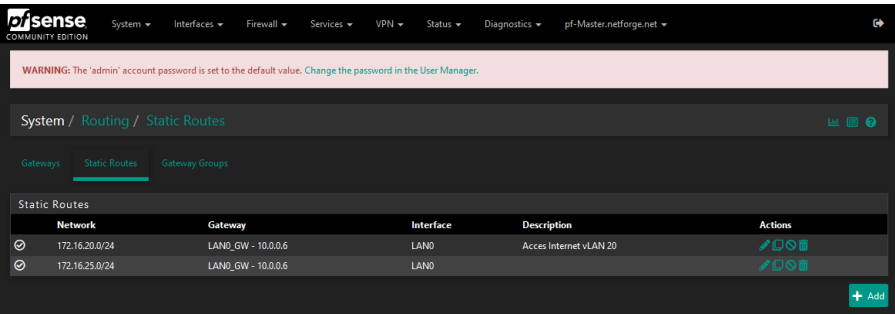 pfsense
COMMUNITY EDITION
System Interfaces Firewall Services VPN Status Diagnostics pf-Master.netforge.net
WARNING: The 'admin' account password is set to the default value. Change the password in the User Manager.
System / Routing / Static Routes
Gateways Static Routes Gateway Groups
Static Routes
Network Gateway Interface Description Actions
172.16.20.0/24 LAN0_GW - 10.0.0.6 LAN0 Acces Internet vLAN 20
172.16.25.0/24 LAN0_GW - 10.0.0.6 LAN0
+ Add